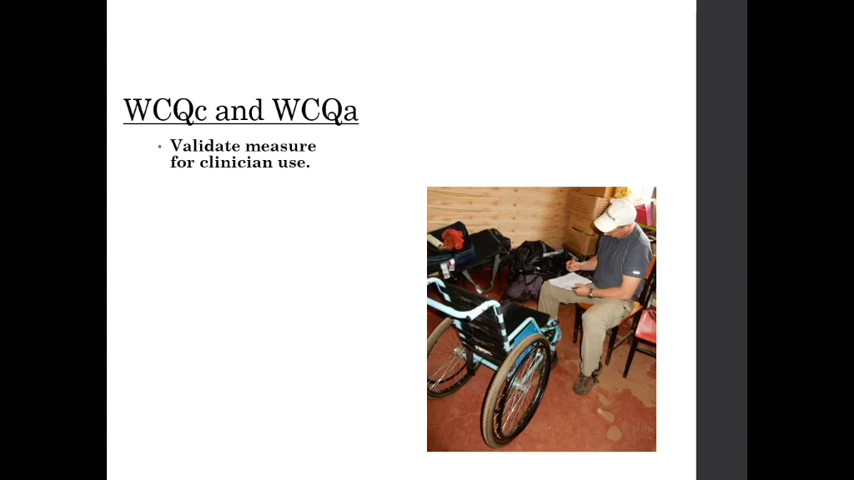 WCQc and WCQa
• Validate measure
for clinician use.